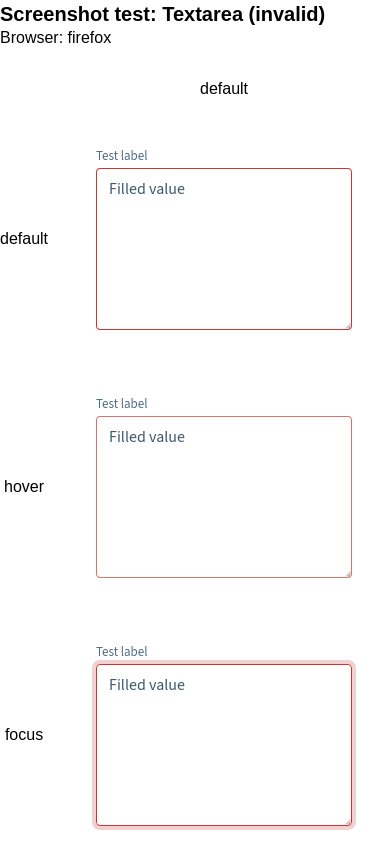 Screenshot test: Textarea (invalid)
Browser: firefox
default
Test label
Filled value
default
Test label
Filled value
hover
Test label
Filled value
focus